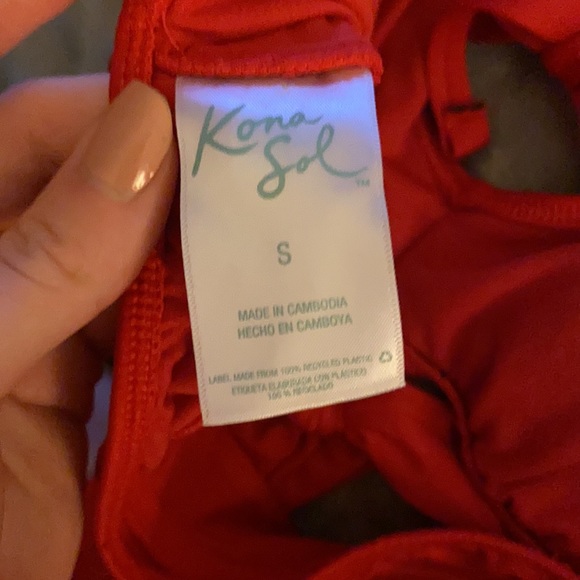 Kona
Sol
TM
S
MADE IN CAMBODIA
HECHO EN CAMBOYA
LABEL MADE FROM 100% RECYCLED PLASTIC
ETIQUETA ELABORADA CON PLÁSTICO
100 % RECICLADO